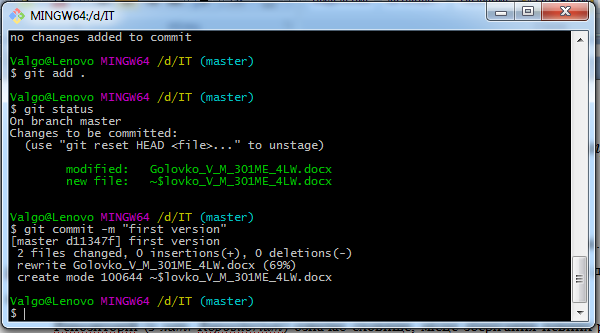 MINGW64:/d/IT
no changes added to commit
Valgo@Lenovo MINGW64 /d/IT (master)
$ git add .
Valgo@Lenovo MINGW64 /d/IT (master)
$ git status
On branch master
Changes to be committed:
(use "git reset HEAD <file>..." to unstage)
modified: Golovko_V_M_301ME_4LW.docx
new file: ~$lovko_V_M_301ME_4LW.docx
Valgo@Lenovo MINGW64 /d/IT (master)
$ git commit -m "first version"
[master d11347f] first version
2 files changed, 0 insertions(+), 0 deletions(-)
rewrite Golovko_V_M_301ME_4LW.docx (69%)
create mode 100644 ~$lovko_V_M_301ME_4LW.docx
Valgo@Lenovo MINGW64 /d/IT (master)
$